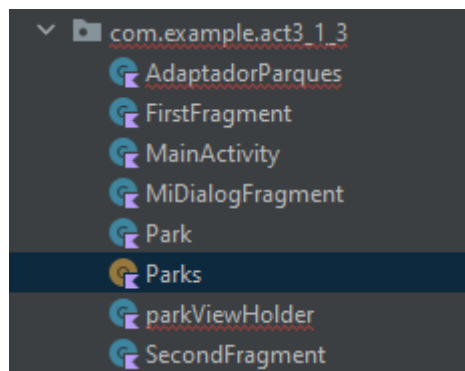 com.example.act3_1_3
AdaptadorParques
FirstFragment
MainActivity
MiDialogFragment
Park
Parks
parkViewHolder
SecondFragment